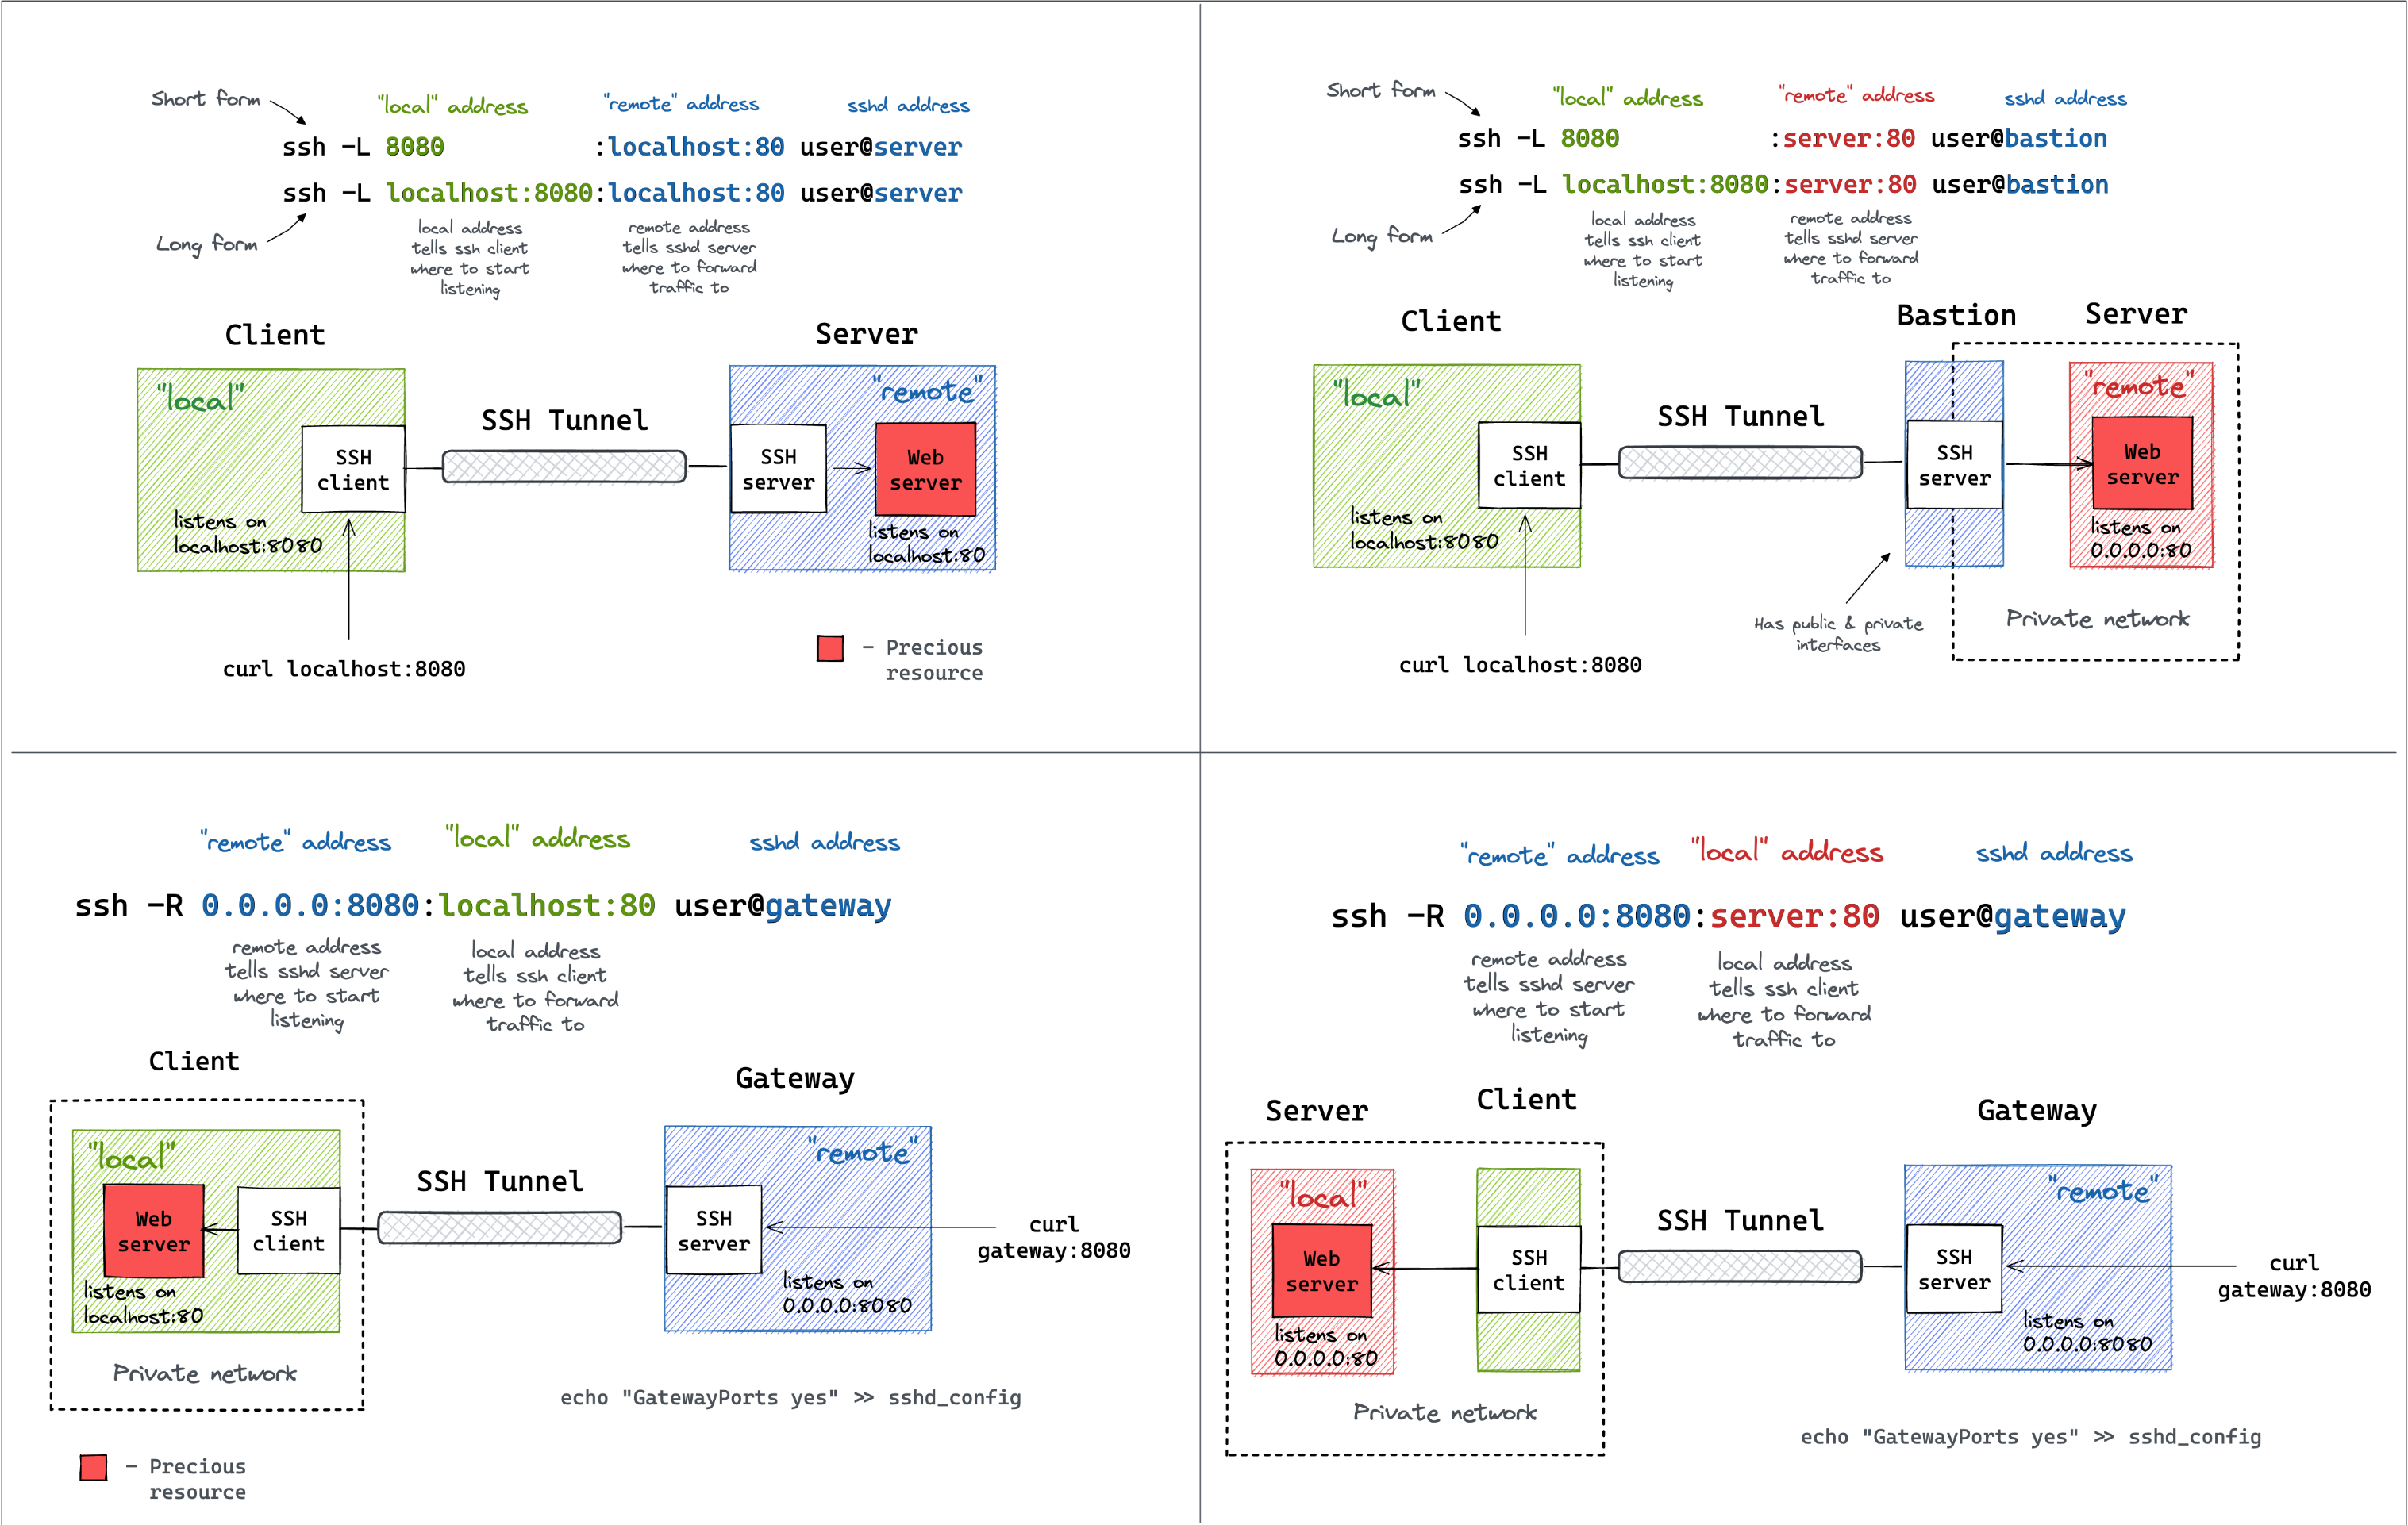 Short form
"local" address
"remote" address
sshd address
ssh -L 8080 :localhost:80 user@server
ssh -L localhost:8080:localhost:80 user@server
Long form
local address
tells ssh client
where to start
listening
remote address
tells sshd server
where to forward
traffic to
Client
Server
"local"
"remote"
SSH Tunnel
SSH
client
SSH
server
Web
server
listens on
localhost:8080
listens on
localhost:80
curl localhost:8080
- Precious
resource
Short form
"local" address
"remote" address
sshd address
ssh -L 8080 :server:80 user@bastion
ssh -L localhost:8080:server:80 user@bastion
Long form
local address
tells ssh client
where to start
listening
remote address
tells sshd server
where to forward
traffic to
Client
Bastion
Server
"local"
"remote"
SSH Tunnel
SSH
client
SSH
server
Web
server
listens on
localhost:8080
listens on
0.0.0.0:80
Has public & private
interfaces
Private network
curl localhost:8080
"remote" address
"local" address
sshd address
ssh -R 0.0.0.0:8080:localhost:80 user@gateway
remote address
tells sshd server
where to start
listening
local address
tells ssh client
where to forward
traffic to
Client
Gateway
"local"
"remote"
SSH Tunnel
Web
server
SSH
client
SSH
server
curl
gateway:8080
listens on
localhost:80
listens on
0.0.0.0:8080
Private network
echo "GatewayPorts yes" >> sshd_config
- Precious
resource
"remote" address
"local" address
sshd address
ssh -R 0.0.0.0:8080:server:80 user@gateway
remote address
tells sshd server
where to start
listening
local address
tells ssh client
where to forward
traffic to
Server
Client
Gateway
"local"
"remote"
SSH Tunnel
Web
server
SSH
client
SSH
server
curl
gateway:8080
listens on
0.0.0.0:80
listens on
0.0.0.0:8080
Private network
echo "GatewayPorts yes" >> sshd_config